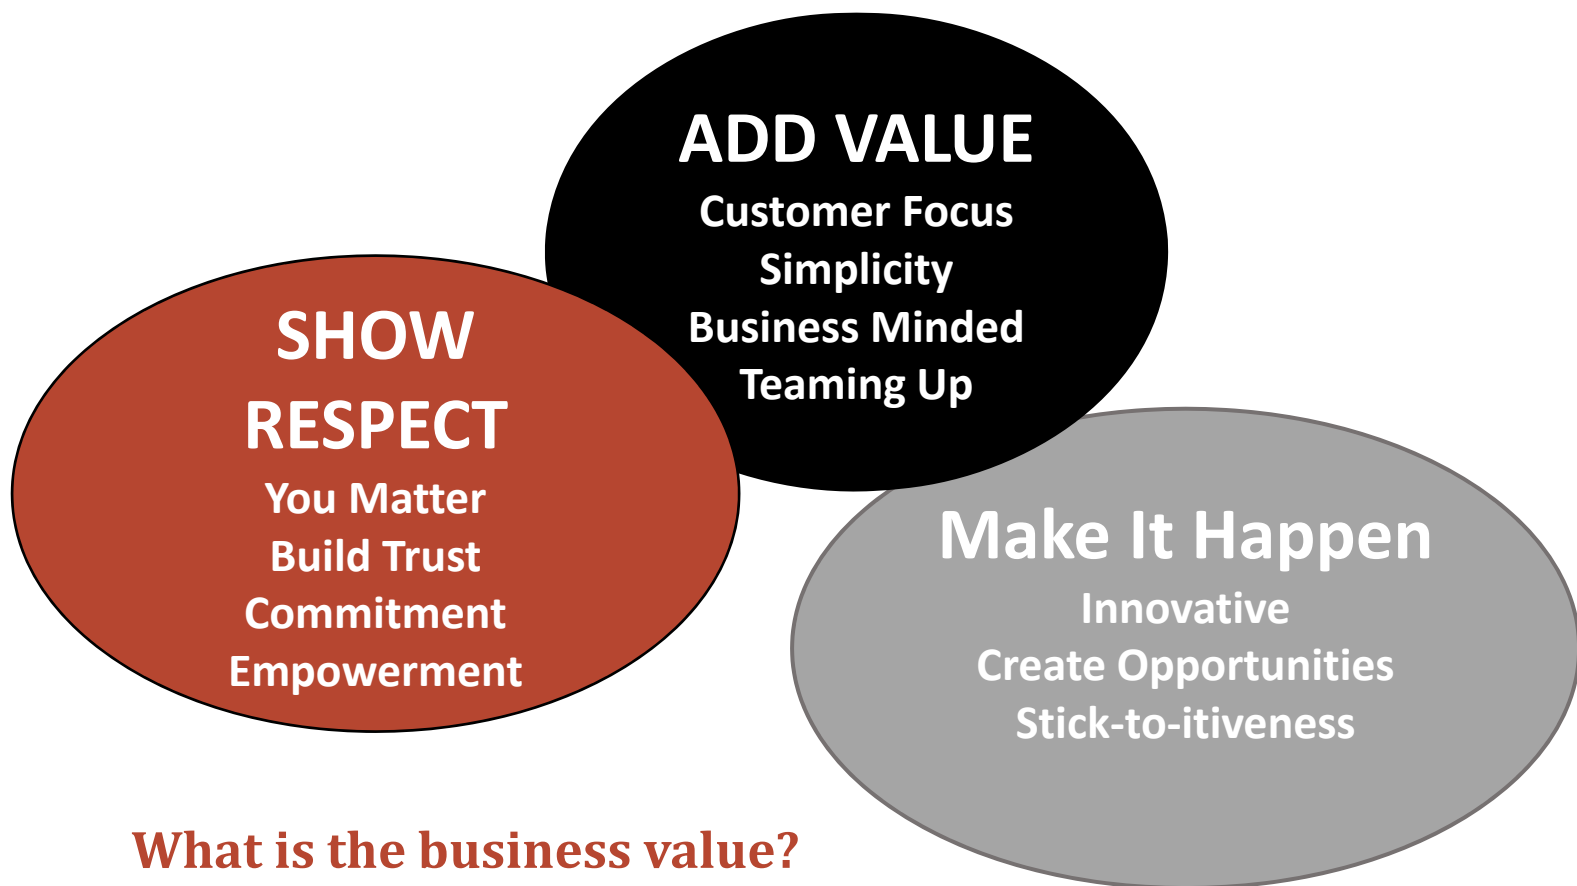 ADD VALUE
Customer Focus
Simplicity
Business Minded
Teaming Up
SHOW
RESPECT
You Matter
Build Trust
Commitment
Empowerment
Make It Happen
Innovative
Create Opportunities
Stick-to-itiveness
What is the business value?